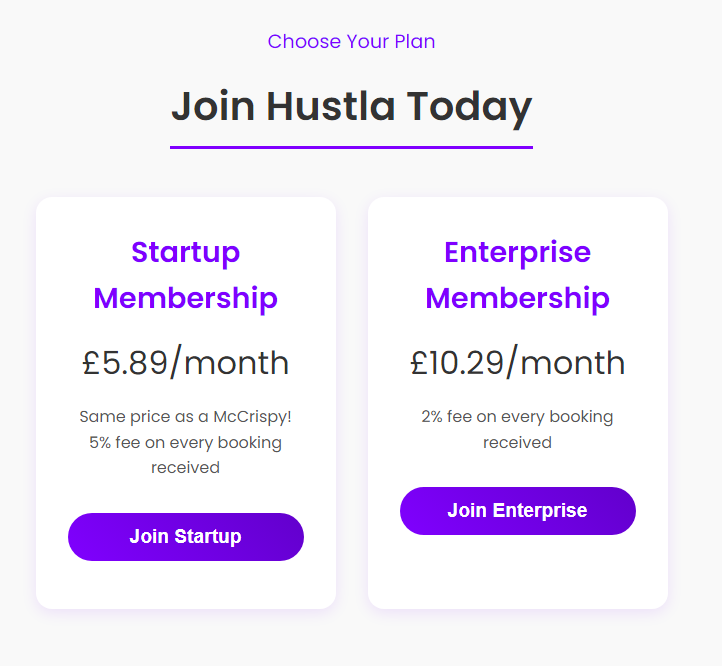 Choose Your Plan
Join Hustla Today
Startup
Membership
£5.89/month
Same price as a McCrispy!
5% fee on every booking
received
Join Startup
Enterprise
Membership
£10.29/month
2% fee on every booking
received
Join Enterprise